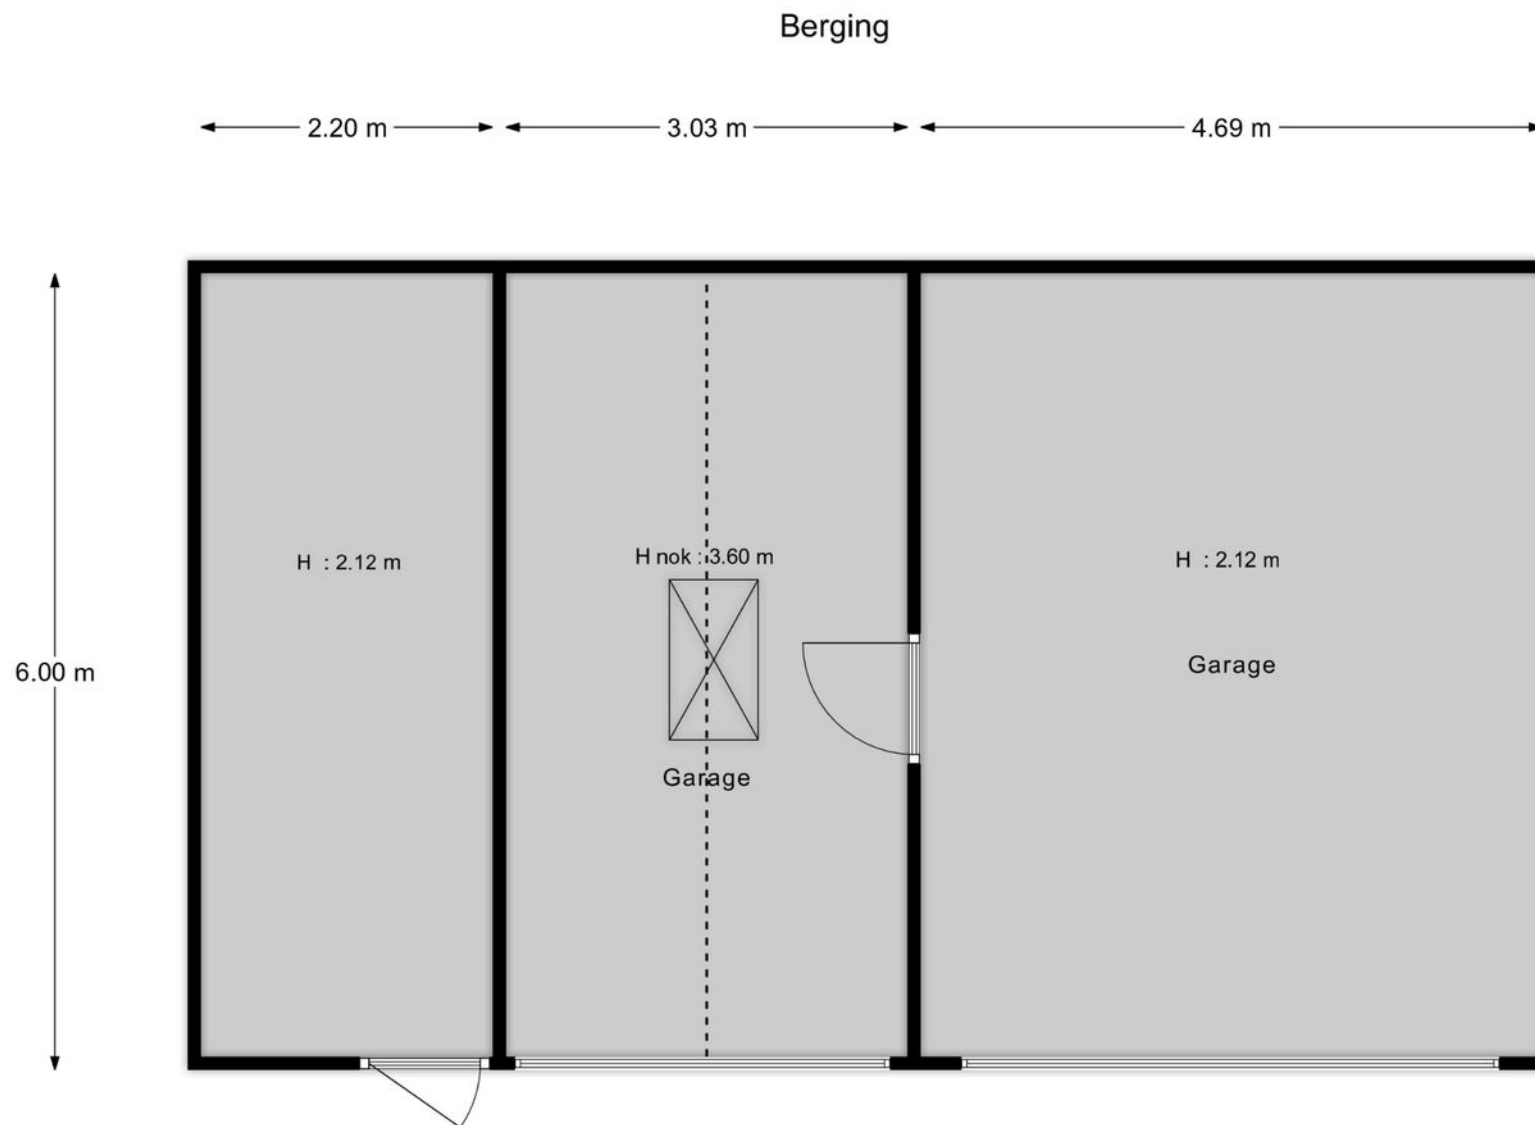 Berging
2.20 m
3.03 m
4.69 m
H : 2.12 m
H nok : 3.60 m
H : 2.12 m
Garage
6.00 m
Garage